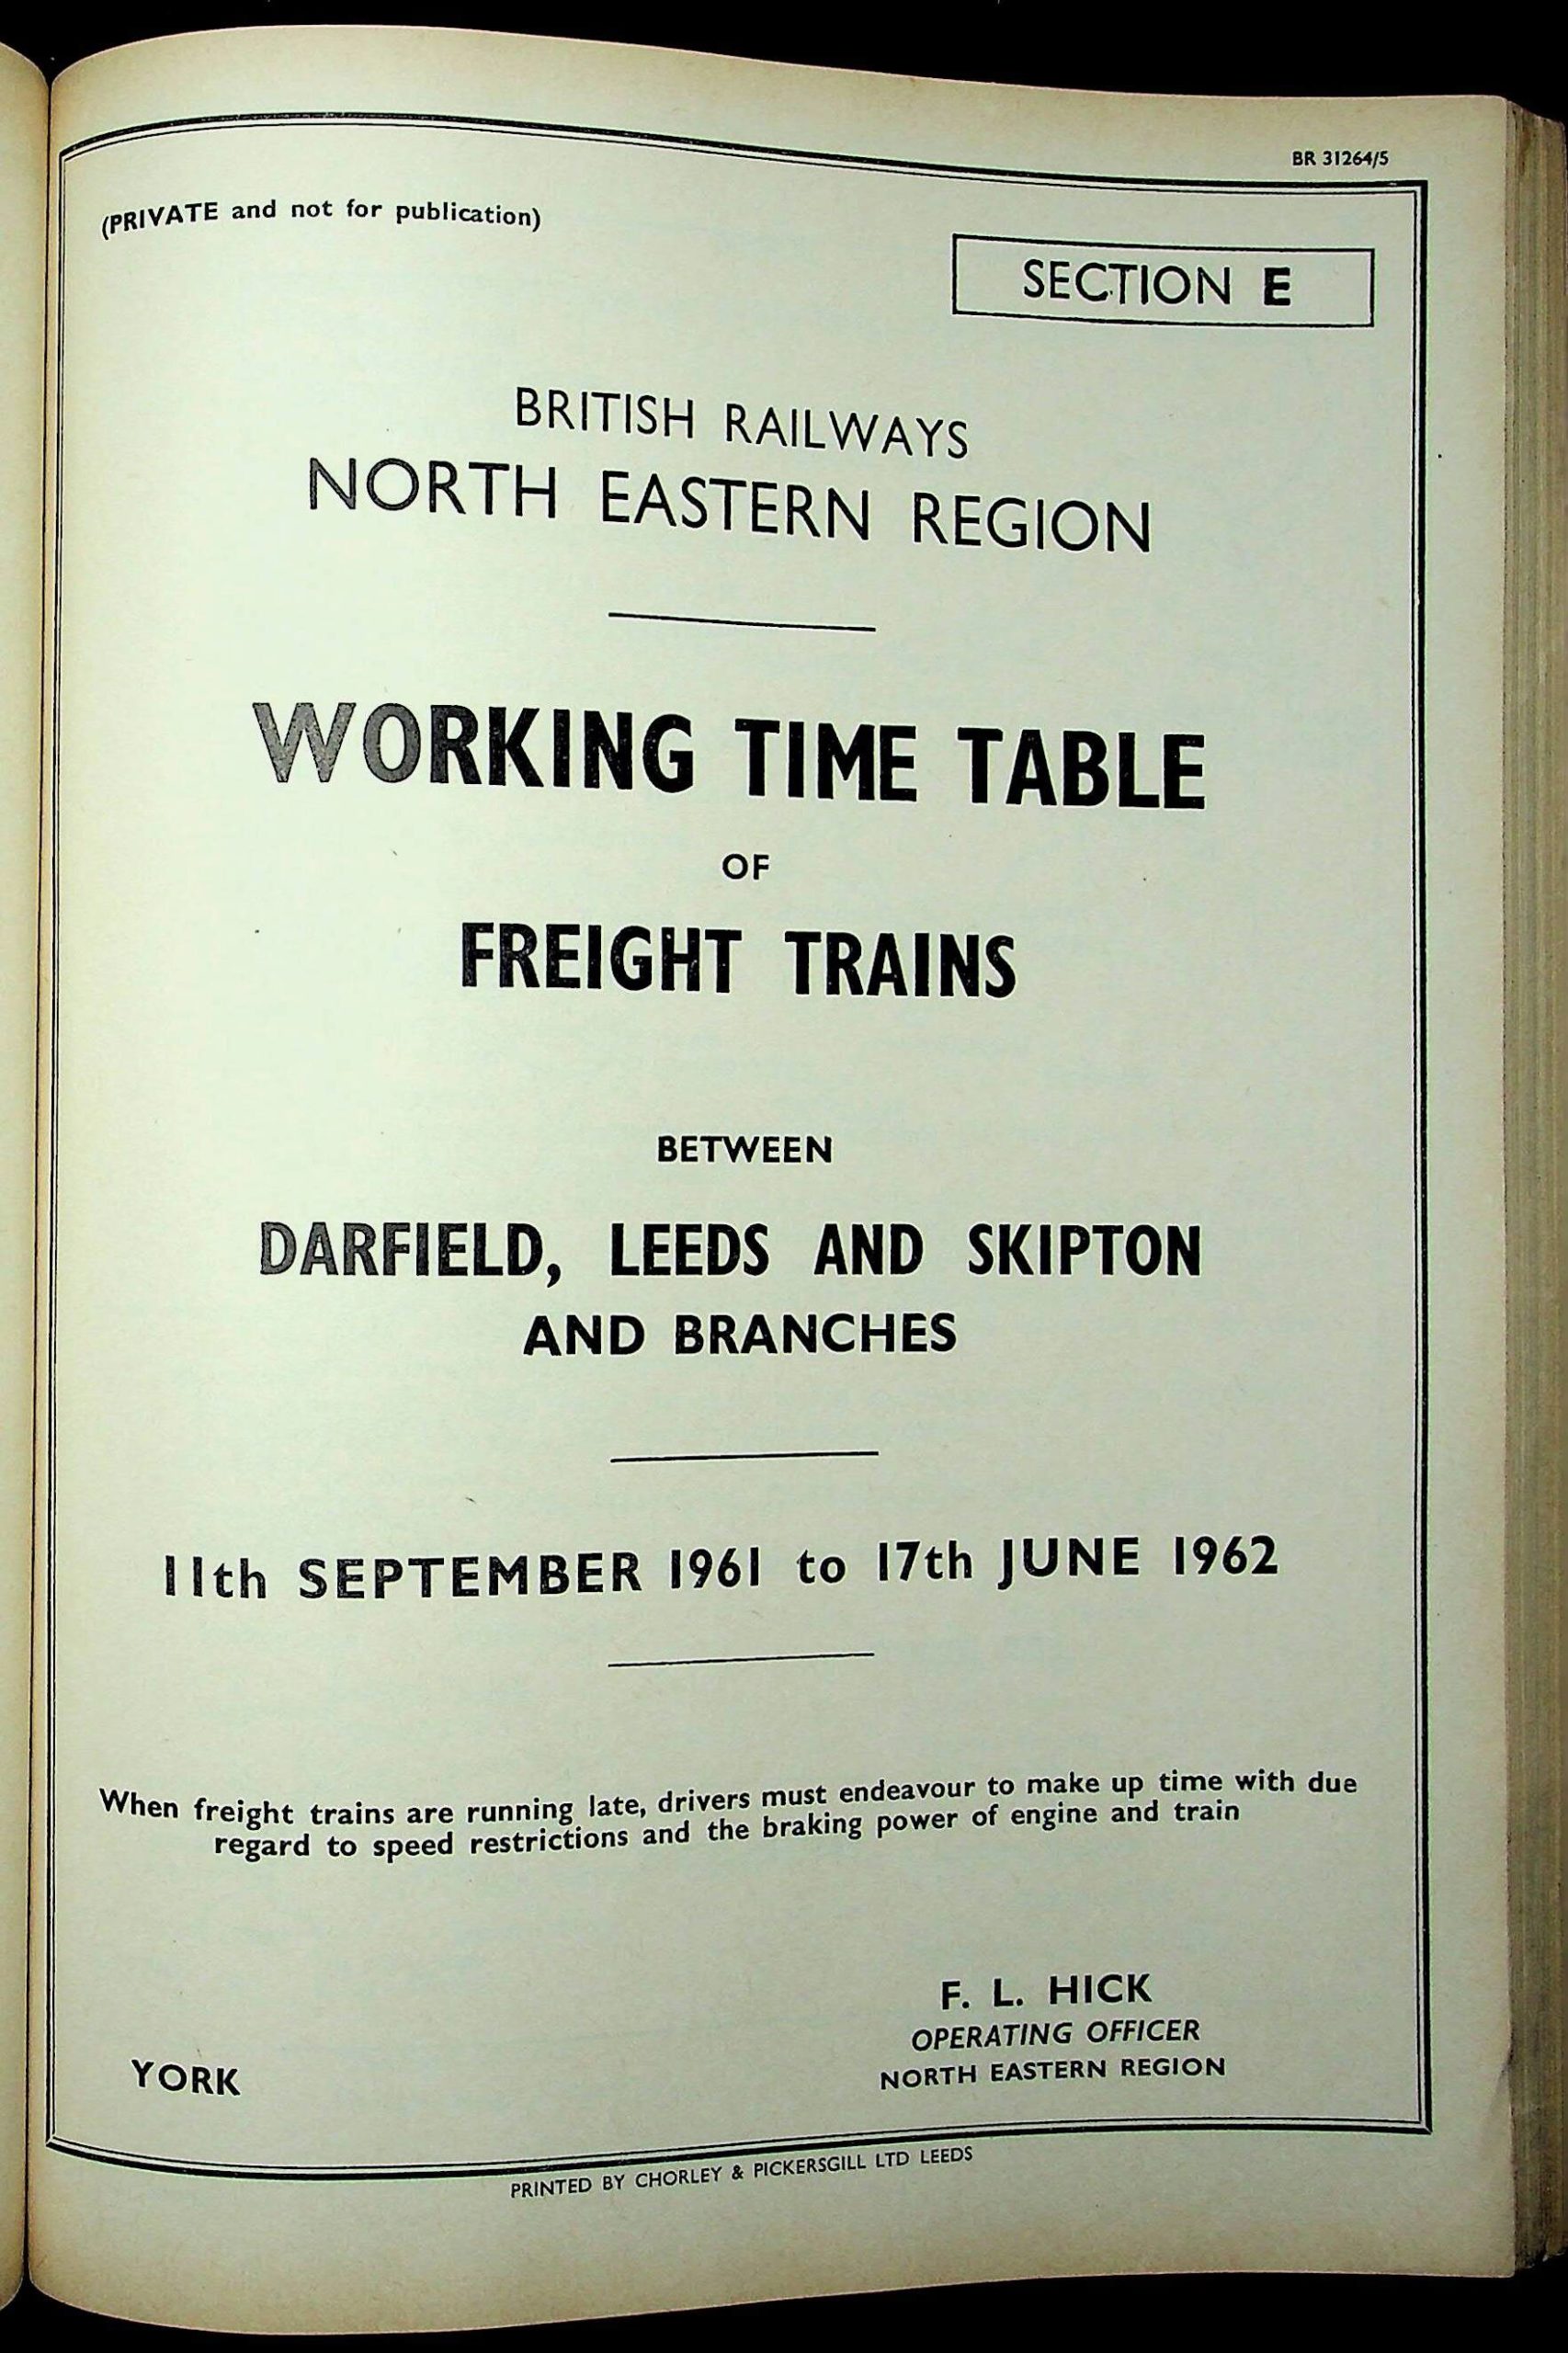 BR 31264/5
(PRIVATE and not for publication)
SECTION E
BRITISH RAILWAYS
NORTH EASTERN REGION
WORKING TIME TABLE
OF
FREIGHT TRAINS
BETWEEN
DARFIELD, LEEDS AND SKIPTON
AND BRANCHES
11th SEPTEMBER 1961 to 17th JUNE 1962
When freight trains are running late, drivers must endeavour to make up time with due
regard to speed restrictions and the braking power of engine and train
F. L. HICK
OPERATING OFFICER
NORTH EASTERN REGION
YORK
PRINTED BY CHORLEY & PICKERSGILL LTD LEEDS